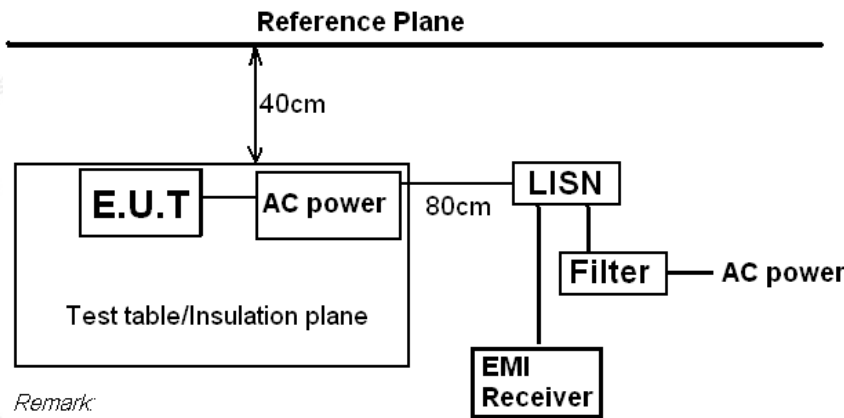 Reference Plane
40cm
E.U.T
AC power
80cm
LISN
Filter
AC power
Test table/Insulation plane
EMI
Receiver
Remark: